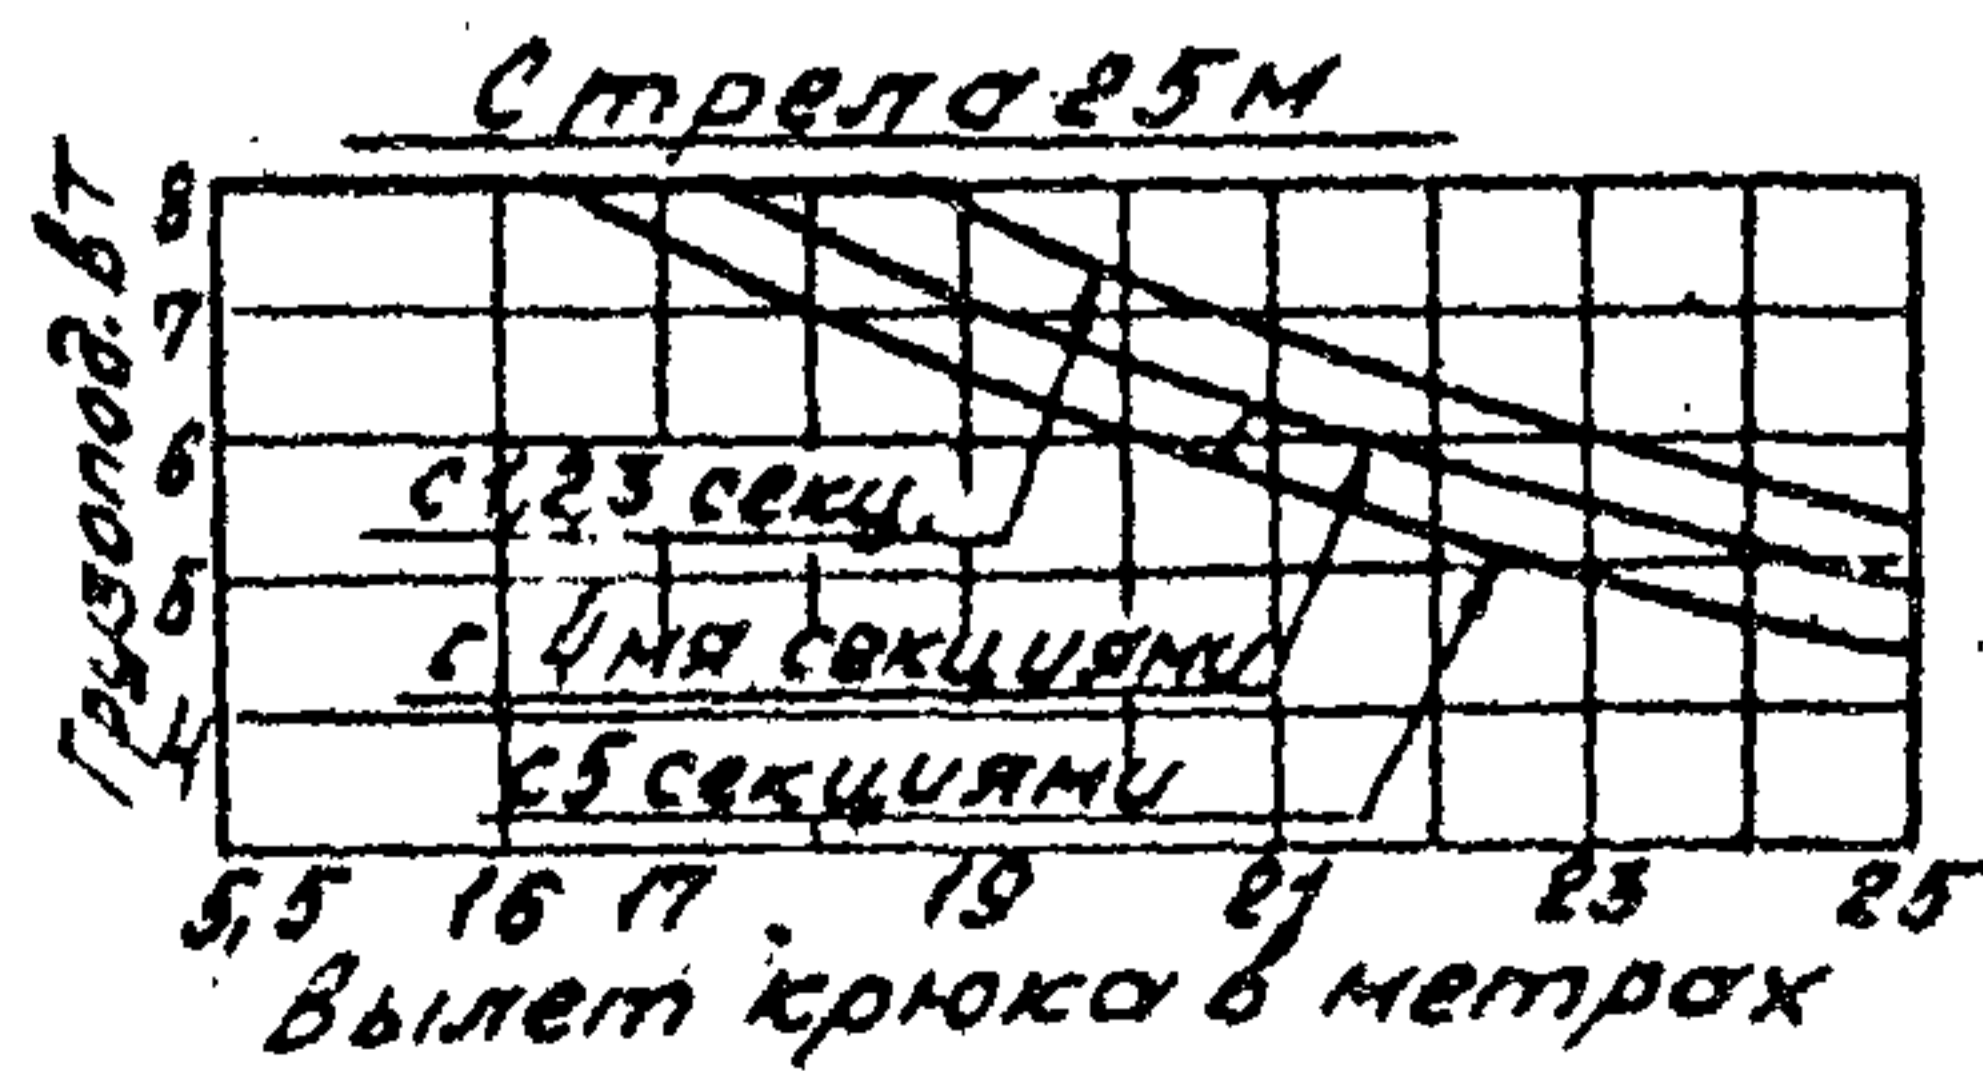 Стрела 25м
Грузопод. в т
8
7
6
5
4
с 1,2,3 секц.
с 4мя секциями
с 5 секциями
5,5 16 17 19 21 23 25
Вылет крюка в метрах